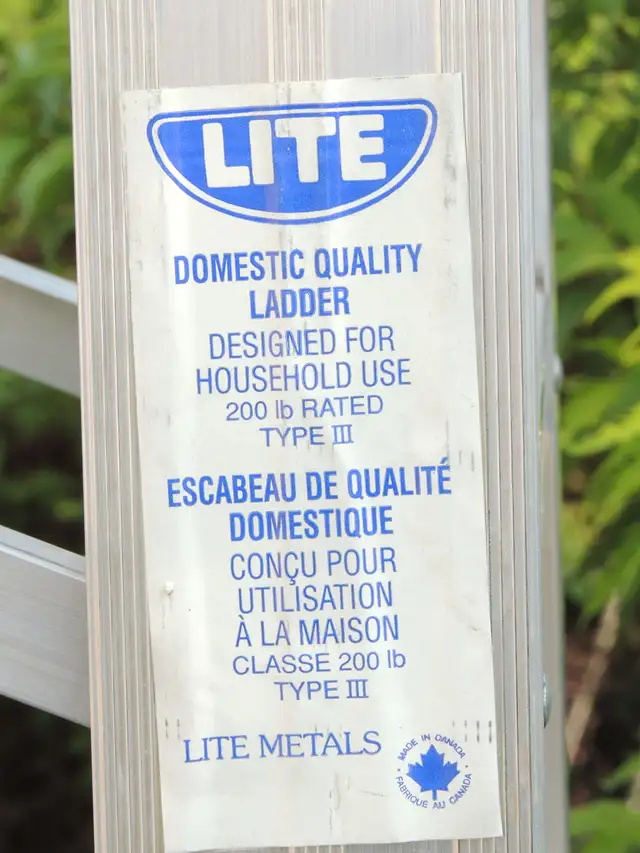 LITE
DOMESTIC QUALITY
LADDER
DESIGNED FOR
HOUSEHOLD USE
200 lb RATED
TYPE III
ESCABEAU DE QUALITÉ
DOMESTIQUE
CONÇU POUR
UTILISATION
À LA MAISON
CLASSE 200 lb
TYPE III
LITE METALS
MADE IN CANADA
FABRIQUE AU CANADA